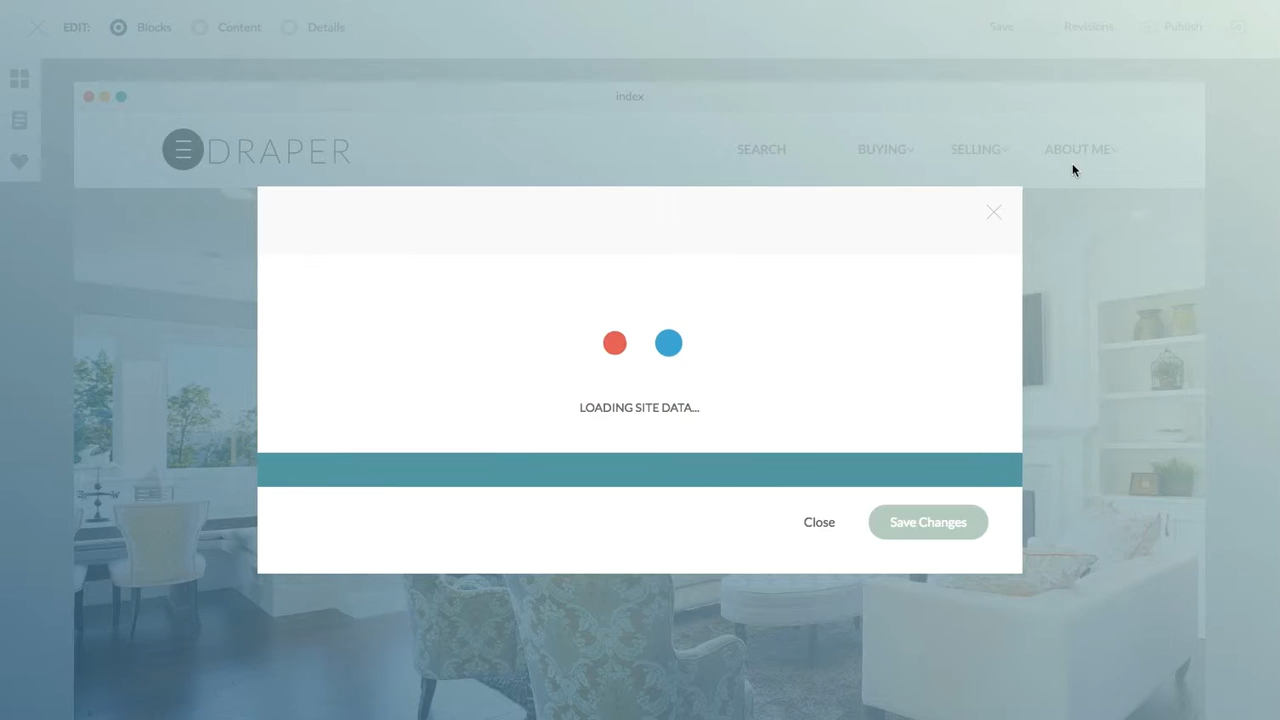 EDIT: Blocks Content Details Save Revisions Publish
index
DRAPER SEARCH BUYING SELLING ABOUT ME
LOADING SITE DATA...
Close Save Changes